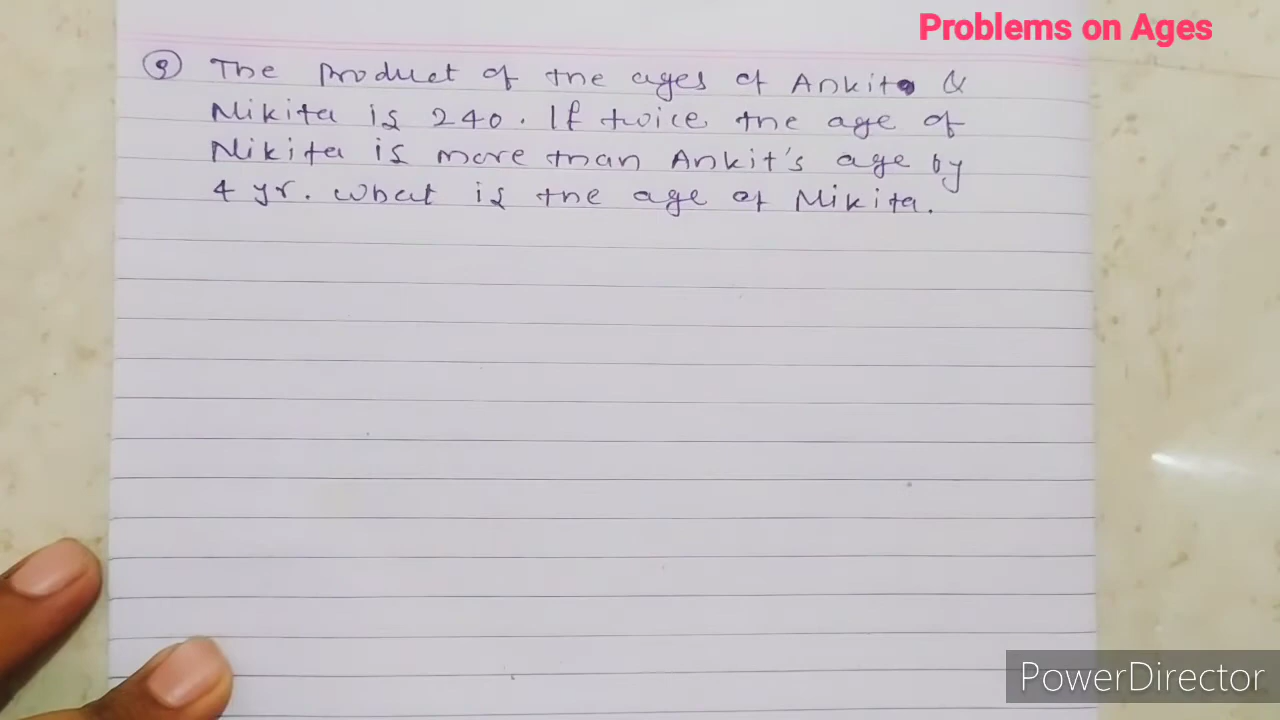 Problems on Ages
9 The Product of the ages of Ankit &
Nikita is 240. If twice the age of
Nikita is more than Ankit's age by
4 yr. what is the age of Nikita.
PowerDirector